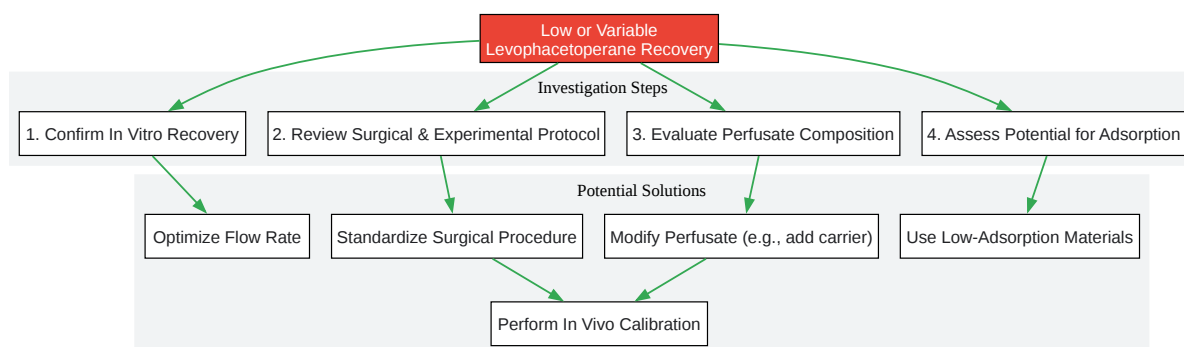 Low or Variable
Levophacetoperane Recovery
Investigation Steps
1. Confirm In Vitro Recovery
2. Review Surgical & Experimental Protocol
3. Evaluate Perfusate Composition
4. Assess Potential for Adsorption
Potential Solutions
Optimize Flow Rate
Standardize Surgical Procedure
Modify Perfusate (e.g., add carrier)
Use Low-Adsorption Materials
Perform In Vivo Calibration